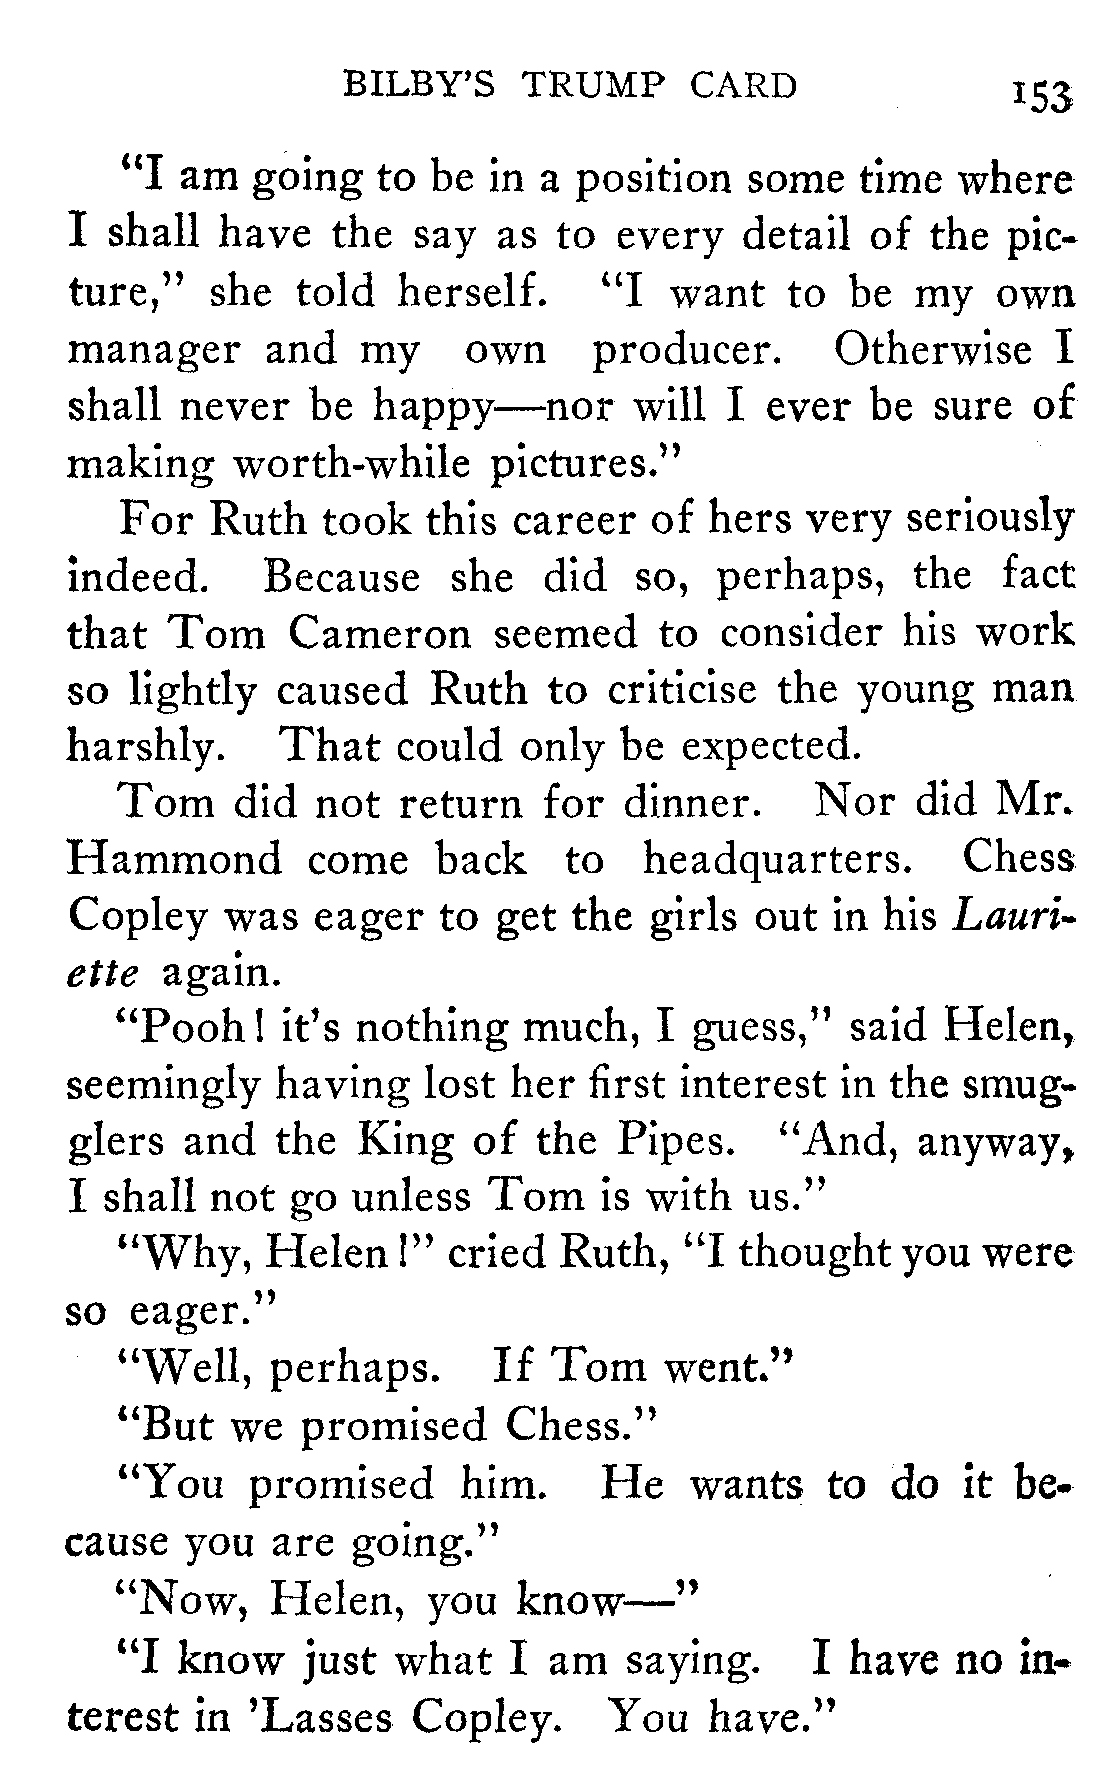 BILBY'S TRUMP CARD 153
“I am going to be in a position some time where
I shall have the say as to every detail of the pic-
ture,” she told herself. “I want to be my own
manager and my own producer. Otherwise I
shall never be happy—nor will I ever be sure of
making worth-while pictures.”
For Ruth took this career of hers very seriously
indeed. Because she did so, perhaps, the fact
that Tom Cameron seemed to consider his work
so lightly caused Ruth to criticise the young man
harshly. That could only be expected.
Tom did not return for dinner. Nor did Mr.
Hammond come back to headquarters. Chess
Copley was eager to get the girls out in his Lauri-
ette again.
“Pooh! it's nothing much, I guess,” said Helen,
seemingly having lost her first interest in the smug-
glers and the King of the Pipes. “And, anyway,
I shall not go unless Tom is with us.”
“Why, Helen!” cried Ruth, “I thought you were
so eager.”
“Well, perhaps. If Tom went.”
“But we promised Chess.”
“You promised him. He wants to do it be-
cause you are going.”
“Now, Helen, you know—”
“I know just what I am saying. I have no in-
terest in ’Lasses Copley. You have.”